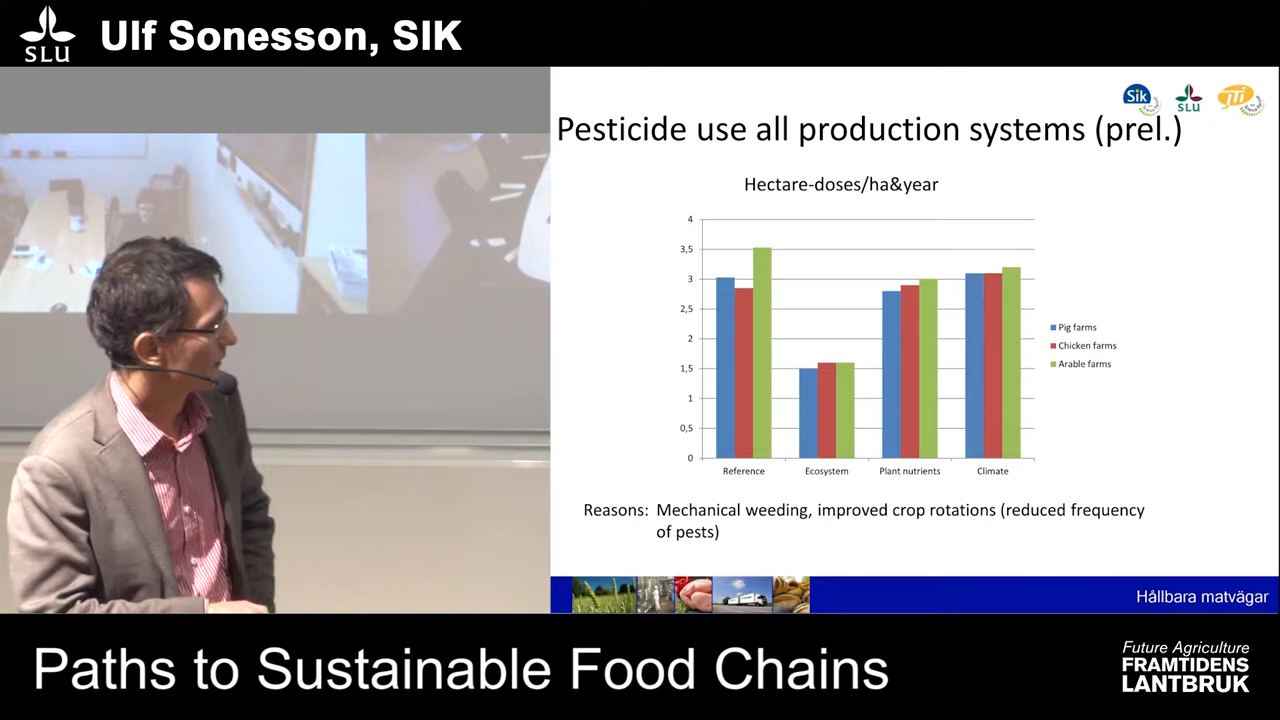 SLU
Ulf Sonesson, SIK
Sik
SLU
JTI
Pesticide use all production systems (prel.)
Hectare-doses/ha&year
4
3,5
3
2,5
2
1,5
1
0,5
0
Reference
Ecosystem
Plant nutrients
Climate
Pig farms
Chicken farms
Arable farms
Reasons: Mechanical weeding, improved crop rotations (reduced frequency
of pests)
Hållbara matvägar
Paths to Sustainable Food Chains
Future Agriculture
FRAMTIDENS
LANTBRUK